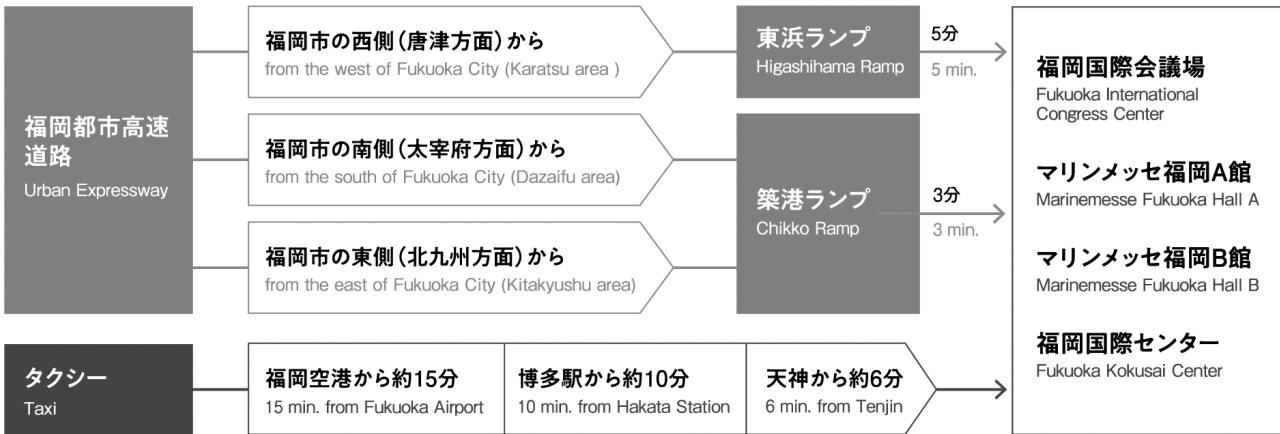 福岡都市高速
道路
Urban Expressway
福岡市の西側(唐津方面)から
from the west of Fukuoka City (Karatsu area )
東浜ランプ
Higashihama Ramp
5分
5 min.
福岡市の南側(太宰府方面)から
from the south of Fukuoka City (Dazaifu area)
福岡市の東側(北九州方面)から
from the east of Fukuoka City (Kitakyushu area)
築港ランプ
Chikko Ramp
3分
3 min.
タクシー
Taxi
福岡空港から約15分
15 min. from Fukuoka Airport
博多駅から約10分
10 min. from Hakata Station
天神から約6分
6 min. from Tenjin
福岡国際会議場
Fukuoka International
Congress Center
マリンメッセ福岡A館
Marinemesse Fukuoka Hall A
マリンメッセ福岡B館
Marinemesse Fukuoka Hall B
福岡国際センター
Fukuoka Kokusai Center